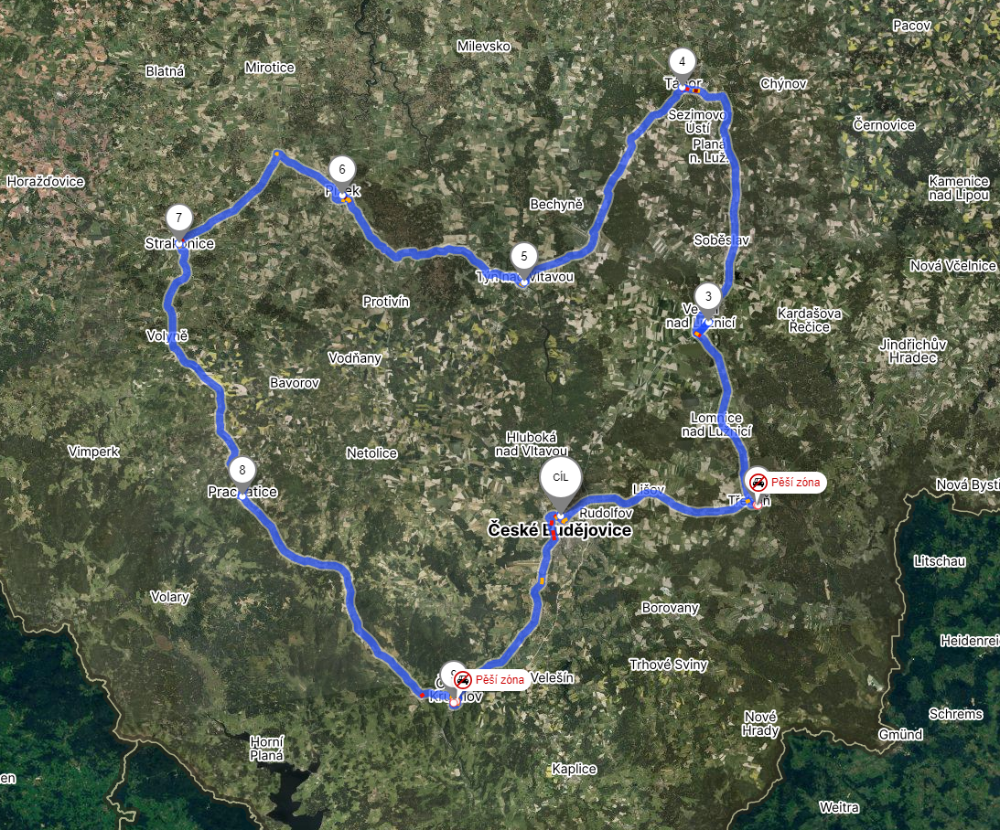 Pacov
Milevsko
4
Mirotice
Blatná
Chýnov
Sezimovo
Ústí
Černovice
Planá
n. Luž.
6
Horažďovice
Kamenice
nad Lipou
Bechyně
7
Soběslav
Strakonice
5
Nová Včelnice
Týn nad Vltavou
3
Protivín
Kardašova
Řečice
Volyně
Jindřichův
Hradec
Vodňany
Bavorov
Lomnice
nad Lužnicí
Hluboká
nad Vltavou
Vimperk
Netolice
8
CÍL
Pěší zóna
Nová Bystř
Prachatice
Lišov
Rudolfov
České Budějovice
Litschau
Volary
Borovany
Heidenrei
Trhové Sviny
9
Pěší zóna
Velešín
Schrems
Nové
Hrady
Gmünd
Horní
Planá
Kaplice
en
Weitra